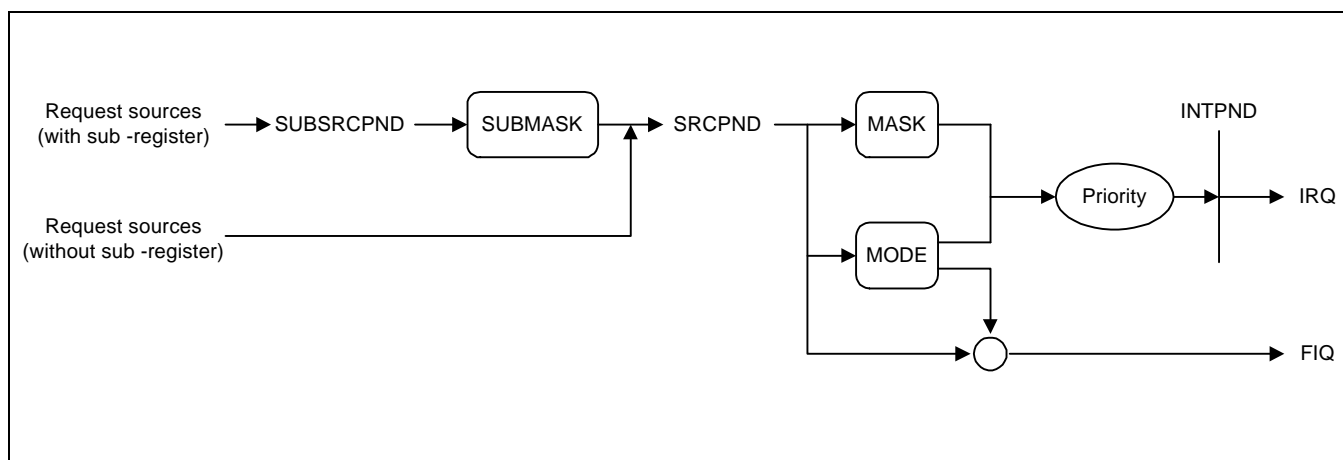 Request sources
(with sub -register)
SUBSRCPND
SUBMASK
SRCPND
MASK
INTPND
Request sources
(without sub -register)
MODE
Priority
IRQ
FIQ